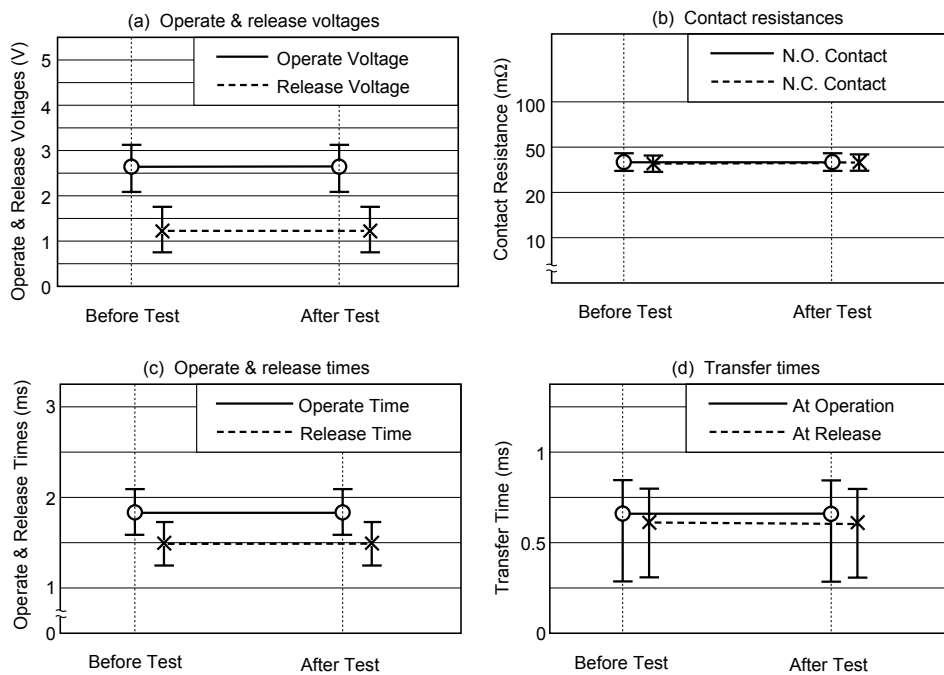 (a) Operate & release voltages
Operate & Release Voltages (V)
5
4
3
2
1
0
Operate Voltage
Release Voltage
Before Test
After Test
(b) Contact resistances
Contact Resistance (mΩ)
100
50
20
10
N.O. Contact
N.C. Contact
Before Test
After Test
(c) Operate & release times
Operate & Release Times (ms)
3
2
1
0
Operate Time
Release Time
Before Test
After Test
(d) Transfer times
Transfer Time (ms)
1
0.5
0
At Operation
At Release
Before Test
After Test